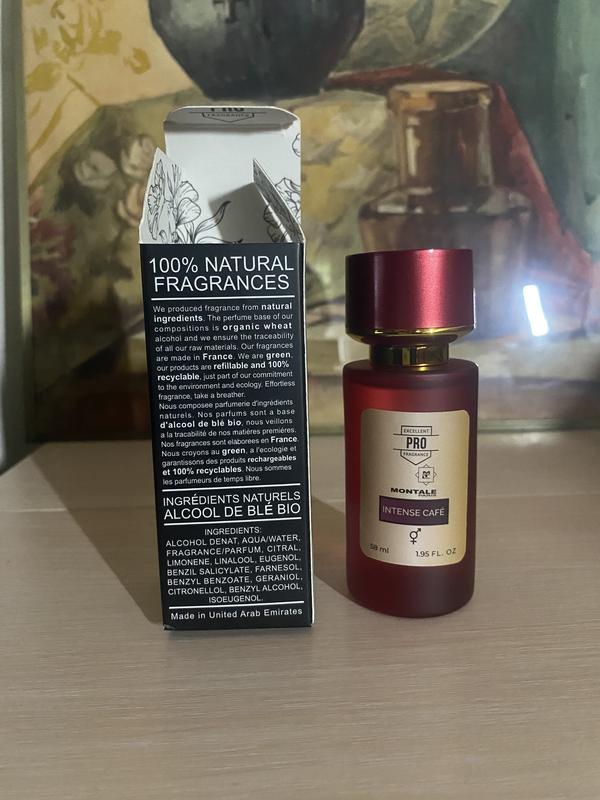 PRO
FRAGRANCE
100% NATURAL
FRAGRANCES
We produced fragrance from natural
ingredients. The perfume base of our
compositions is organic wheat
alcohol and we ensure the traceability
of all our raw materials. Our fragrances
are made in France. We are green,
our products are refillable and 100%
recyclable, just part of our commitment
to the environment and ecology. Effortless
fragrance, take a breather.
Nous composee parfumerie d'ingrédients
naturels. Nos parfums sont a base
d'alcool de blé bio, nous veillons
a la tracabilité de nos matiéres premiéres.
Nos fragrances sont elaborees en France.
Nous croyons au green, a l'ecologie et
garantissons des produits rechargeables
et 100% recyclables. Nous sommes
les parfumeurs de temps libre.
INGRÉDIENTS NATURELS
ALCOOL DE BLÉ BIO
INGREDIENTS:
ALCOHOL DENAT, AQUA/WATER,
FRAGRANCE/PARFUM, CITRAL,
LIMONENE, LINALOOL, EUGENOL,
BENZIL SALICYLATE, FARNESOL,
BENZYL BENZOATE, GERANIOL,
CITRONELLOL, BENZYL ALCOHOL,
ISOEUGENOL.
Made in United Arab Emirates
EXCELLENT
PRO
FRAGRANCE
MONTALE
PARIS
INTENSE CAFÉ
58 ml 1.95 FL. OZ